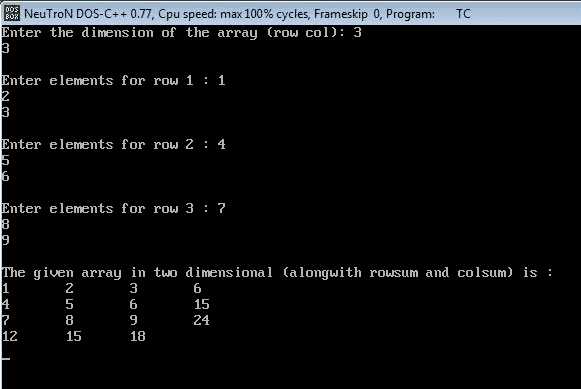 DOS BOX NeuTroN DOS-C++ 0.77, Cpu speed: max 100% cycles, Frameskip 0, Program: TC
Enter the dimension of the array (row col): 3
3
Enter elements for row 1 : 1
2
3
Enter elements for row 2 : 4
5
6
Enter elements for row 3 : 7
8
9
The given array in two dimensional (alongwith rowsum and colsum) is :
1 2 3 6
4 5 6 15
7 8 9 24
12 15 18
_